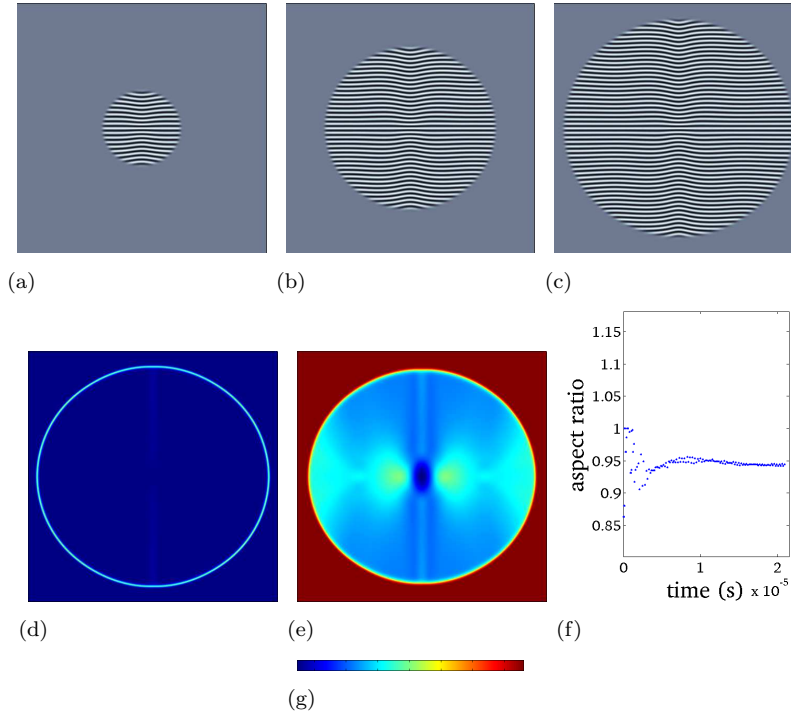 (a)
(b)
(c)
1.15
1.1
1.05
1
0.95
0.9
0.85
aspect ratio
0
1
2
time (s) x 10-5
(d)
(e)
(f)
(g)